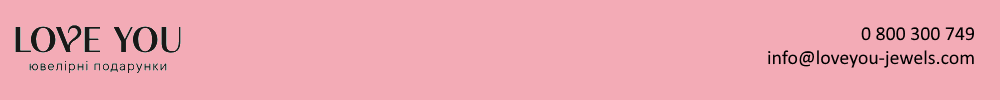 LOVE YOU
ювелірні подарунки
0 800 300 749
info@loveyou-jewels.com